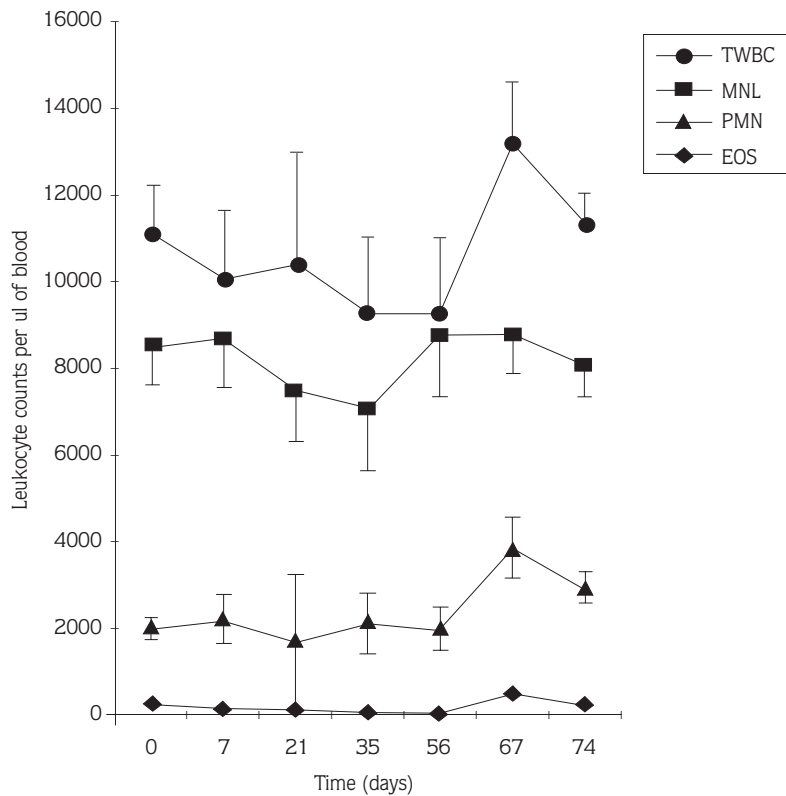 16000
14000
12000
10000
8000
6000
4000
2000
0
Leukocyte counts per ul of blood
0 7 21 35 56 67 74
Time (days)
TWBC
MNL
PMN
EOS